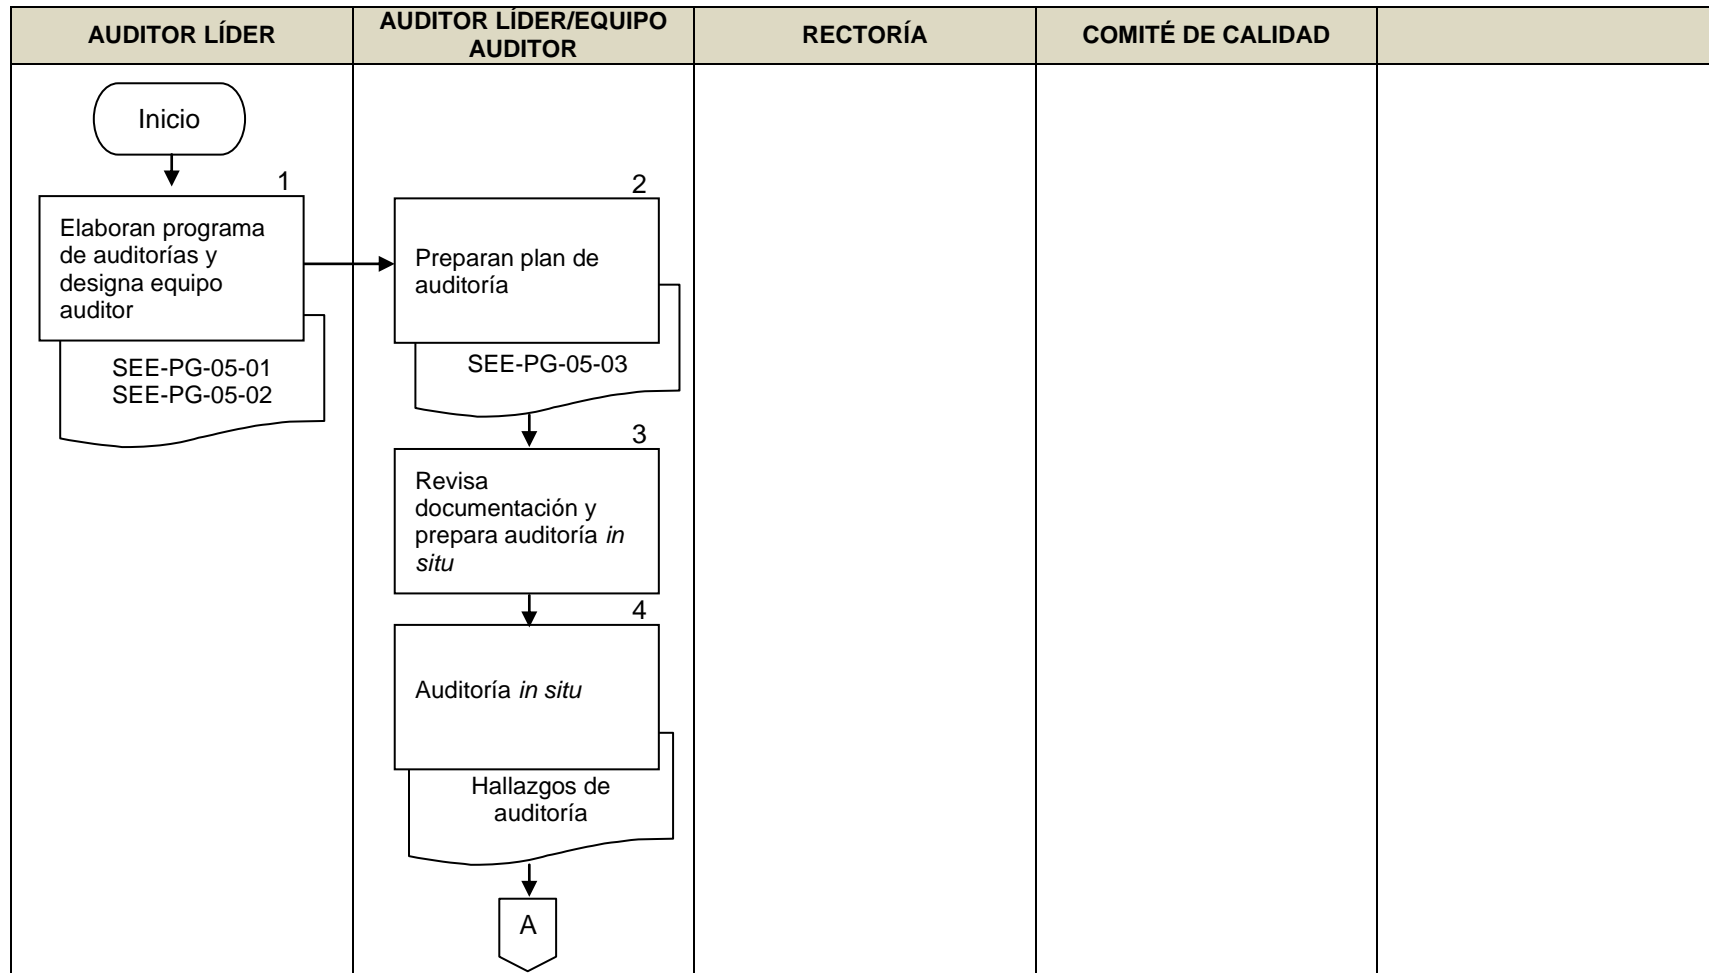 AUDITOR LÍDER
AUDITOR LÍDER/EQUIPO
AUDITOR
RECTORÍA
COMITÉ DE CALIDAD
Inicio
1
Elaboran programa
de auditorías y
designa equipo
auditor
SEE-PG-05-01
SEE-PG-05-02
2
Preparan plan de
auditoría
SEE-PG-05-03
3
Revisa
documentación y
prepara auditoría in
situ
4
Auditoría in situ
Hallazgos de
auditoría
A